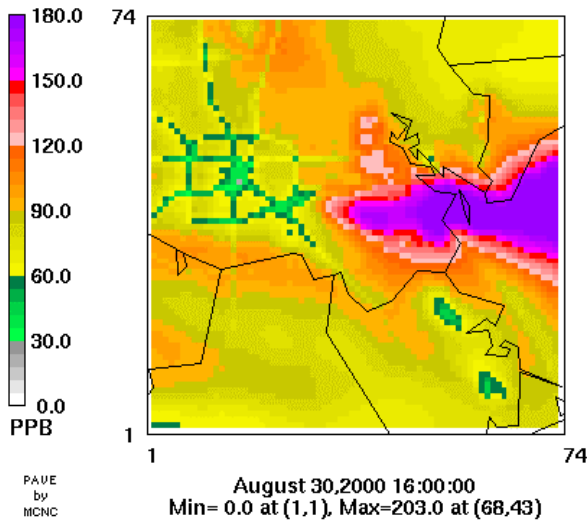 180.0
150.0
120.0
90.0
60.0
30.0
0.0
PPB
PAVE
by
MCNC
74
1
1
74
August 30,2000 16:00:00
Min= 0.0 at (1,1), Max=203.0 at (68,43)